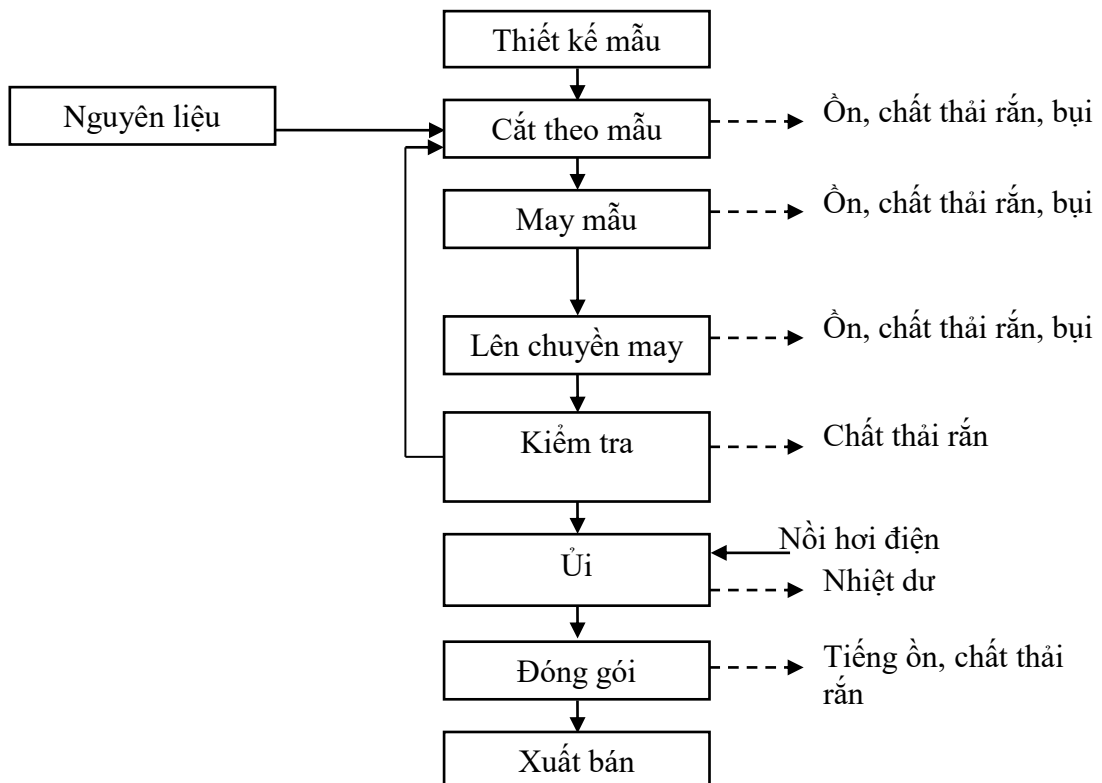 Thiết kế mẫu
Nguyên liệu
Cắt theo mẫu
Ồn, chất thải rắn, bụi
May mẫu
Ồn, chất thải rắn, bụi
Lên chuyền may
Ồn, chất thải rắn, bụi
Kiểm tra
Chất thải rắn
Nồi hơi điện
Ủi
Nhiệt dư
Đóng gói
Tiếng ồn, chất thải
rắn
Xuất bán